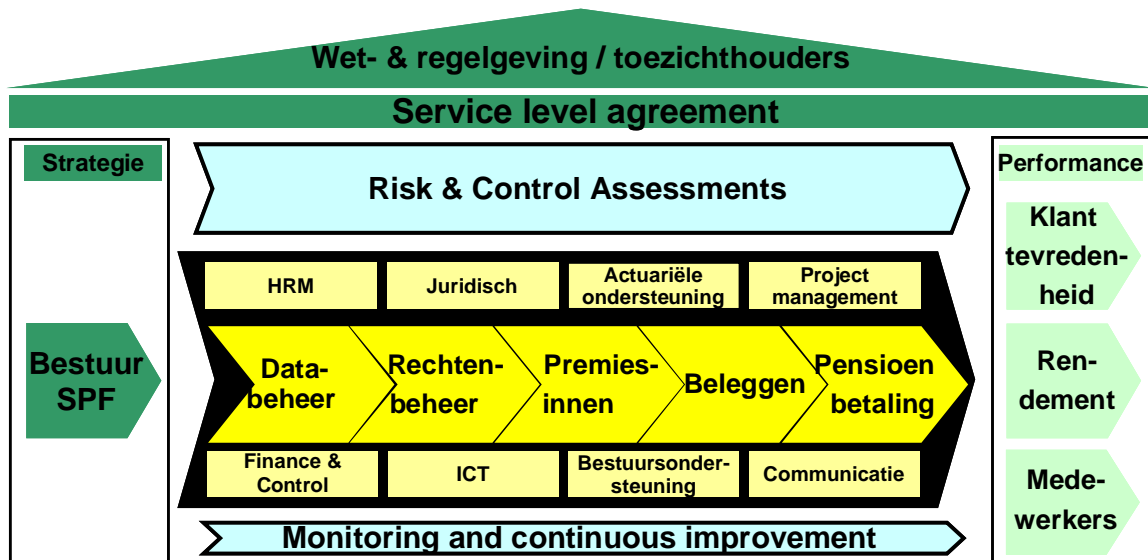 Wet- & regelgeving / toezichthouders
Service level agreement
Strategie
Risk & Control Assessments
Performance
Klant
tevreden-
heid
HRM
Juridisch
Actuariële
ondersteuning
Project
management
Bestuur
SPF
Data-
beheer
Rechten-
beheer
Premies-
innen
Beleggen
Pensioen
betaling
Ren-
dement
Finance &
Control
ICT
Bestuursonder-
steuning
Communicatie
Mede-
werkers
Monitoring and continuous improvement